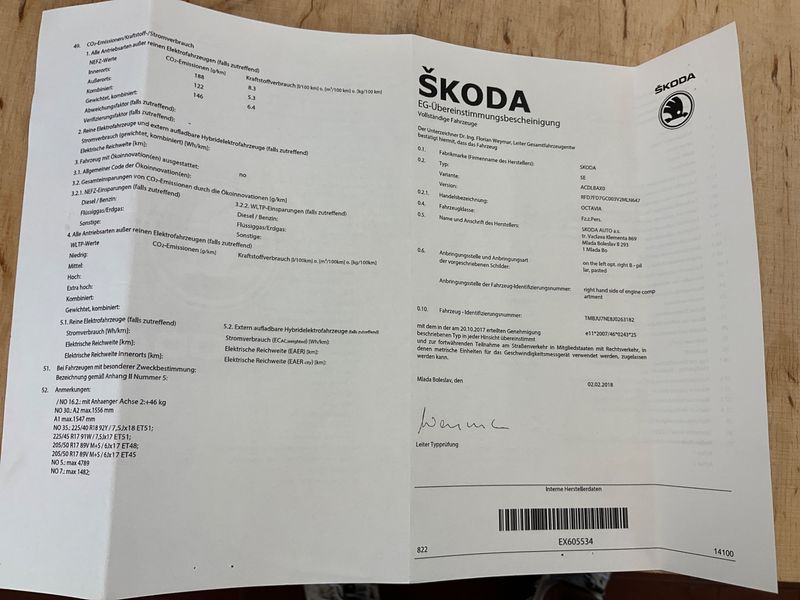 49. CO₂-Emissionen/Kraftstoff-/Stromverbrauch
1. Alle Antriebsarten außer reinen Elektrofahrzeugen (falls zutreffend)
NEFZ-Werte
CO₂-Emissionen [g/km]
Kraftstoffverbrauch [l/100 km] o. [m³/100 km] o. [kg/100 km]
Innerorts: 188 8.3
Außerorts: 122 5.3
Kombiniert: 146 6.4
Gewichtet, kombiniert:
Abweichungsfaktor (falls zutreffend):
Verifizierungsfaktor (falls zutreffend): -
2. Reine Elektrofahrzeuge und extern aufladbare Hybridelektrofahrzeuge (falls zutreffend)
Stromverbrauch (gewichtet, kombiniert) [Wh/km]:
Elektrische Reichweite [km]:
3. Fahrzeug mit Ökoinnovation(en) ausgestattet: no
3.1. Allgemeiner Code der Ökoinnovation(en):
3.2. Gesamteinsparungen von CO₂-Emissionen durch die Ökoinnovationen [g/km]
3.2.1. NEFZ-Einsparungen (falls zutreffend)
3.2.2. WLTP-Einsparungen (falls zutreffend)
Diesel / Benzin: Diesel / Benzin:
Flüssiggas/Erdgas: Flüssiggas/Erdgas:
Sonstige: Sonstige:
4. Alle Antriebsarten außer reinen Elektrofahrzeugen (falls zutreffend)
WLTP-Werte CO₂-Emissionen [g/km] Kraftstoffverbrauch [l/100km] o. [m³/100km] o. [kg/100km]
Niedrig:
Mittel:
Hoch:
Extra hoch:
Kombiniert:
Gewichtet, kombiniert:
5.1. Reine Elektrofahrzeuge (falls zutreffend) 5.2. Extern aufladbare Hybridelektrofahrzeuge (falls zutreffend)
Stromverbrauch [Wh/km]: Stromverbrauch (ECAC,weighted) [Wh/km]:
Elektrische Reichweite [km]: Elektrische Reichweite (EAER) [km]:
Elektrische Reichweite innerorts [km]: Elektrische Reichweite (EAER city) [km]:
51. Bei Fahrzeugen mit besonderer Zweckbestimmung:
Bezeichnung gemäß Anhang II Nummer 5:
52. Anmerkungen:
/ NO 16.2.: mit Anhaenger Achse 2:+46 kg
NO 30.: A2 max.1556 mm
A1 max.1547 mm
NO 35.: 225/40 R18 92Y / 7,5Jx18 ET51;
225/45 R17 91W / 7,5Jx17 ET51;
205/50 R17 89V M+S / 6Jx17 ET48;
205/50 R17 89V M+S / 6Jx17 ET45
NO 5.: max 4789
NO 7.: max 1482;
ŠKODA
ŠKODA
EG-Übereinstimmungsbescheinigung
Vollständige Fahrzeuge
Der Unterzeichner Dr. Ing. Florian Weymar, Leiter Gesamtfahrzeugentw
bestätigt hiermit, dass das Fahrzeug
0.1. Fabrikmarke (Firmenname des Herstellers): SKODA
0.2. Typ: 5E
Variante: ACDLBAX0
Version: RFD7FD7GC003V2MLN647
0.2.1. Handelsbezeichnung: OCTAVIA
0.4. Fahrzeugklasse: Fz.z.Pers.
0.5. Name und Anschrift des Herstellers: SKODA AUTO a.s.
tr. Vaclava Klementa 869
Mlada Boleslav II 293
1 Mlada Bo
0.6. Anbringungsstelle und Anbringungsart
der vorgeschriebenen Schilder: on the left opt. right B - pil
lar, pasted
Anbringungsstelle der Fahrzeug-Identifizierungsnummer: right hand side of engine comp
artment
0.10. Fahrzeug - Identifizierungsnummer: TMBJU7NE8J0263182
mit dem in der am 20.10.2017 erteilten Genehmigung e11*2007/46*0243*25
beschriebenen Typ in jeder Hinsicht übereinstimmt
und zur fortwährenden Teilnahme am Straßenverkehr in Mitgliedstaaten mit Rechtsverkehr, in
denen metrische Einheiten für das Geschwindigkeitsmessgerät verwendet werden, zugelassen
werden kann.
Mlada Boleslav, den 02.02.2018
Leiter Typprüfung
Interne Herstellerdaten
EX605534
822 14100